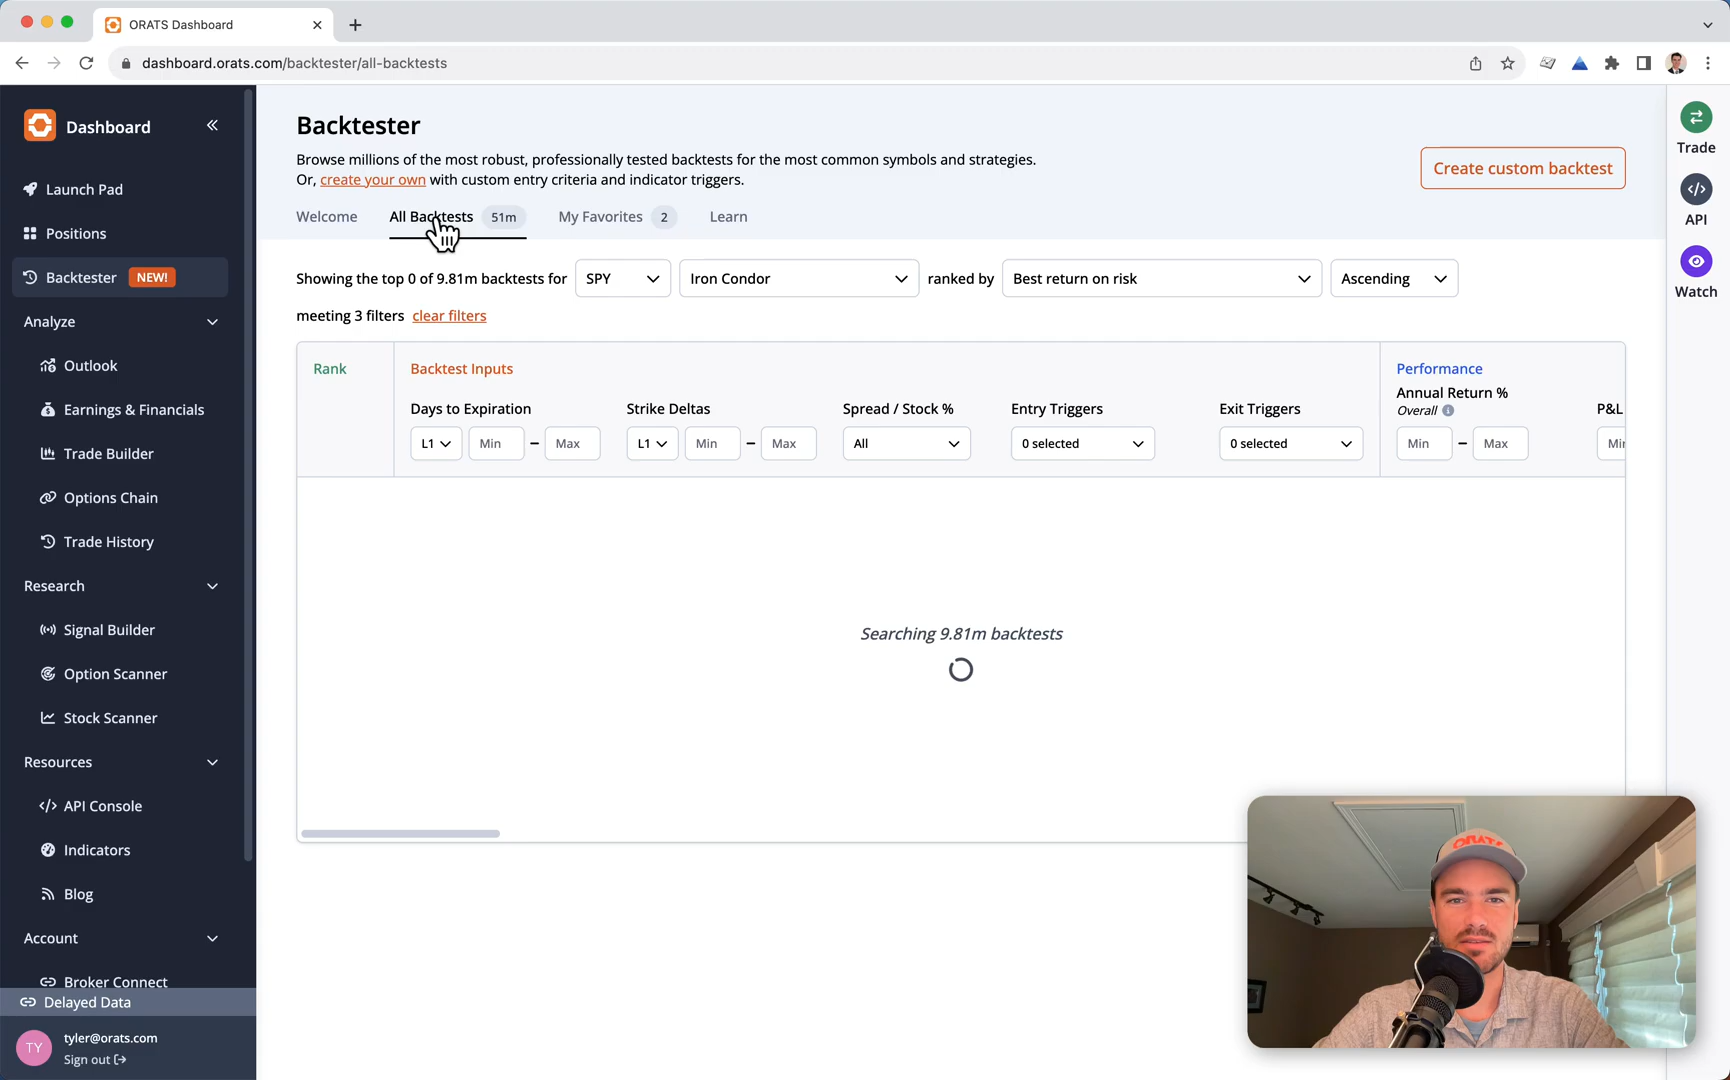 ORATS Dashboard
dashboard.orats.com/backtester/all-backtests
Dashboard
Launch Pad
Positions
Backtester NEW!
Analyze
Outlook
Earnings & Financials
Trade Builder
Options Chain
Trade History
Research
Signal Builder
Option Scanner
Stock Scanner
Resources
API Console
Indicators
Blog
Account
Broker Connect
Delayed Data
TY
tyler@orats.com
Sign out
Backtester
Browse millions of the most robust, professionally tested backtests for the most common symbols and strategies.
Or, create your own with custom entry criteria and indicator triggers.
Create custom backtest
Welcome All Backtests 51m My Favorites 2 Learn
Showing the top 0 of 9.81m backtests for SPY Iron Condor ranked by Best return on risk Ascending
meeting 3 filters clear filters
Rank
Backtest Inputs
Performance
Days to Expiration Strike Deltas Spread / Stock % Entry Triggers Exit Triggers
Annual Return %
Overall
P&L
L1 Min – Max L1 Min – Max All 0 selected 0 selected Min – Max
Searching 9.81m backtests
Trade
API
Watch
ORATS